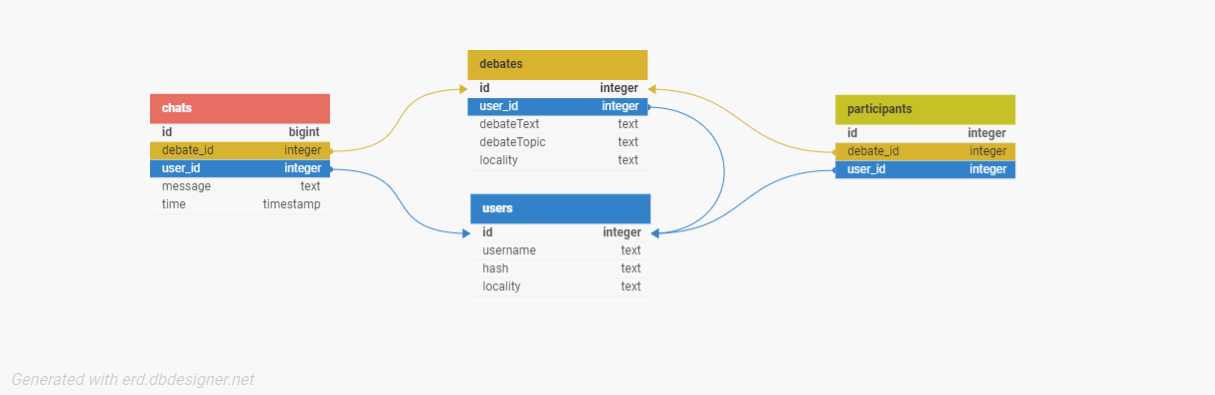 debates
id integer
user_id integer
debateText text
debateTopic text
locality text
chats
id bigint
debate_id integer
user_id integer
message text
time timestamp
participants
id integer
debate_id integer
user_id integer
users
id integer
username text
hash text
locality text
Generated with erd.dbdesigner.net